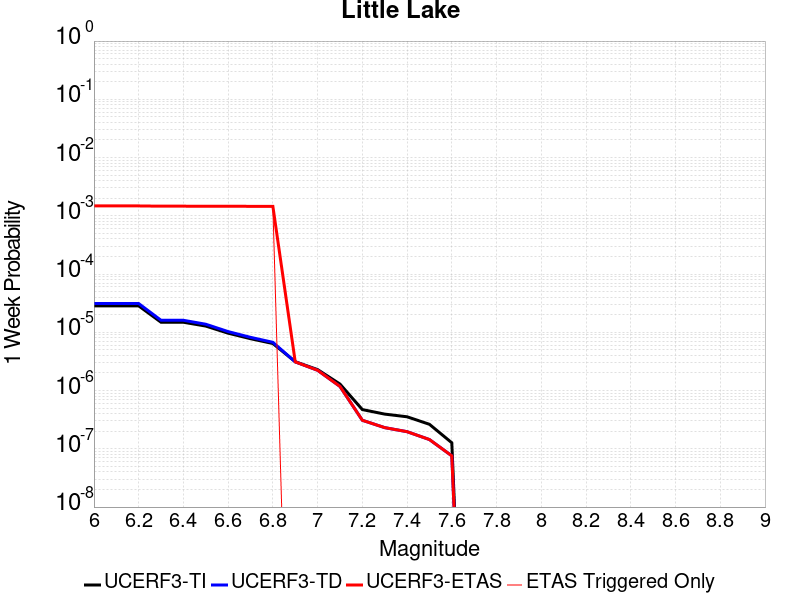 Little Lake
10^0
10^-1
10^-2
10^-3
10^-4
10^-5
10^-6
10^-7
10^-8
1 Week Probability
6 6.2 6.4 6.6 6.8 7 7.2 7.4 7.6 7.8 8 8.2 8.4 8.6 8.8 9
Magnitude
UCERF3-TI UCERF3-TD UCERF3-ETAS ETAS Triggered Only